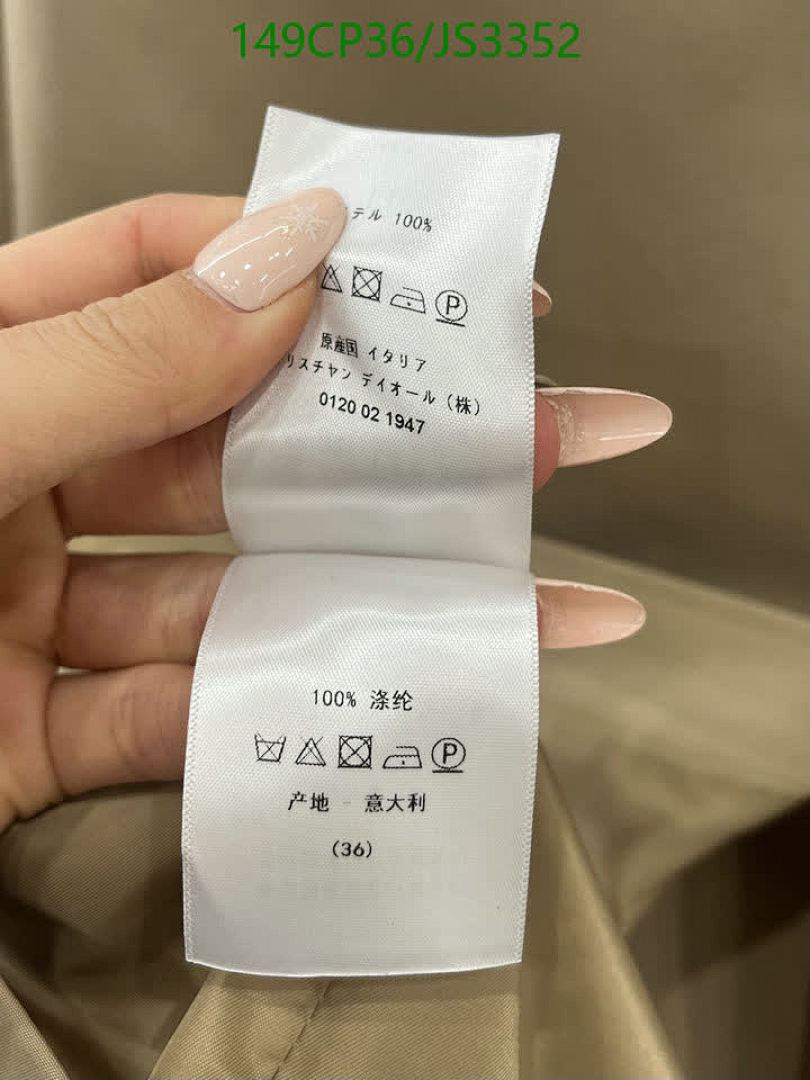 149CP36/JS3352
テル 100%
P
原産国 イタリア
リスチャン ディオール (株)
0120 02 1947
100% 涤纶
P
产地 - 意大利
(36)